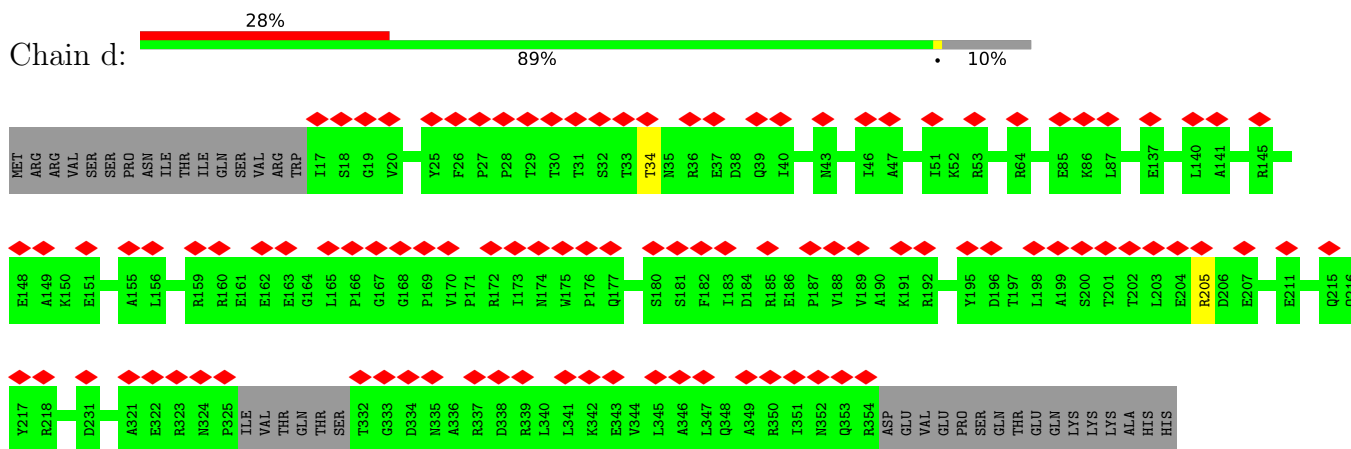 28%
Chain d:
89% • 10%
MET ARG ARG VAL SER SER PRO ASN ILE THR ILE GLN SER VAL ARG TRP I17 S18 G19 V20 Y25 F26 P27 P28 T29 T30 T31 S32 T33 T34 N35 R36 E37 D38 Q39 I40 N43 I46 A47 I51 K52 R53 R64 E85 K86 L87 E137 L140 A141 R145
E148 A149 K150 E151 A155 L156 R159 R160 E161 E162 E163 G164 L165 P166 G167 G168 P169 V170 P171 R172 I173 N174 W175 P176 Q177 S180 S181 F182 I183 D184 R185 E186 P187 V188 V189 A190 K191 R192 Y195 D196 T197 L198 A199 S200 T201 T202 L203 E204 R205 D206 E207 E211 Q215
Y217 R218 D231 A321 E322 R323 N324 P325 ILE VAL THR GLN THR SER T332 G333 D334 N335 A336 R337 D338 R339 L340 L341 K342 E343 V344 L345 A346 L347 Q348 A349 R350 I351 N352 Q353 R354 ASP GLU VAL GLU PRO SER GLN THR GLU GLN LYS LYS LYS ALA HIS HIS